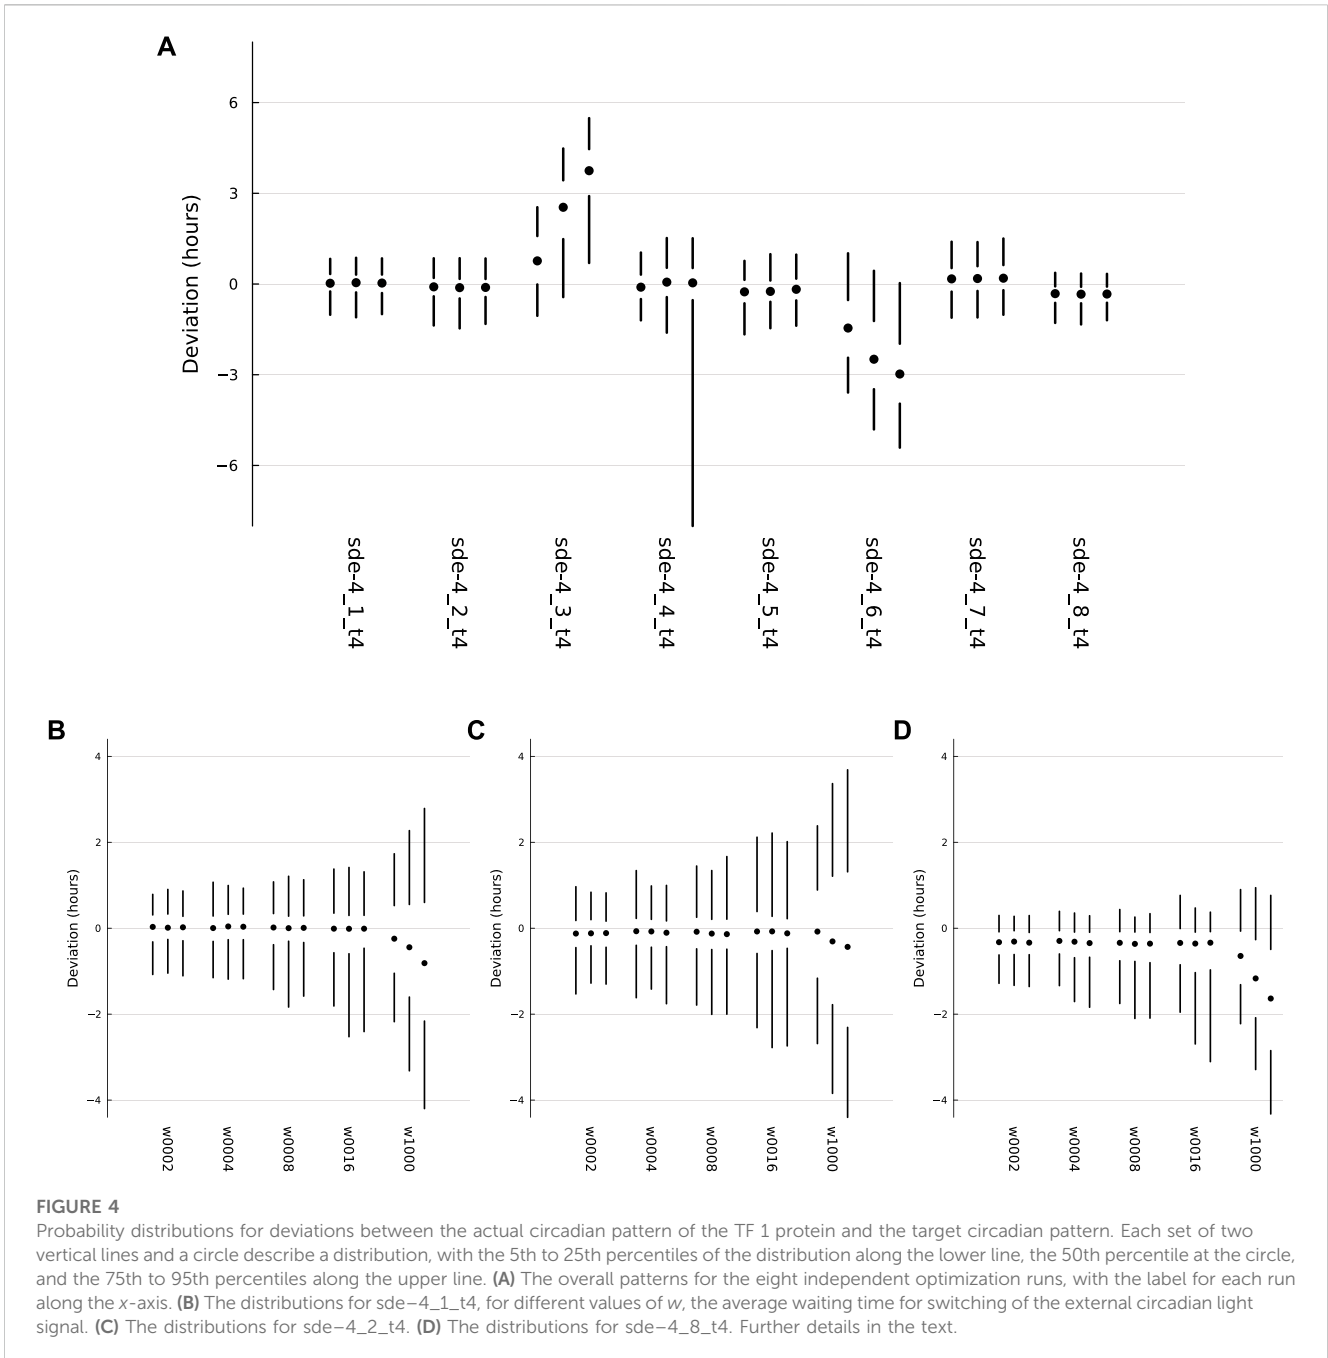 A
6
3
0
−3
−6
Deviation (hours)
sde-4_1_t4
sde-4_2_t4
sde-4_3_t4
sde-4_4_t4
sde-4_5_t4
sde-4_6_t4
sde-4_7_t4
sde-4_8_t4
B
4
2
0
−2
−4
Deviation (hours)
w0002
w0004
w0008
w0016
w1000
C
4
2
0
−2
−4
Deviation (hours)
w0002
w0004
w0008
w0016
w1000
D
4
2
0
−2
−4
Deviation (hours)
w0002
w0004
w0008
w0016
w1000
FIGURE 4
Probability distributions for deviations between the actual circadian pattern of the TF 1 protein and the target circadian pattern. Each set of two
vertical lines and a circle describe a distribution, with the 5th to 25th percentiles of the distribution along the lower line, the 50th percentile at the circle,
and the 75th to 95th percentiles along the upper line. (A) The overall patterns for the eight independent optimization runs, with the label for each run
along the x-axis. (B) The distributions for sde−4_1_t4, for different values of w, the average waiting time for switching of the external circadian light
signal. (C) The distributions for sde−4_2_t4. (D) The distributions for sde−4_8_t4. Further details in the text.